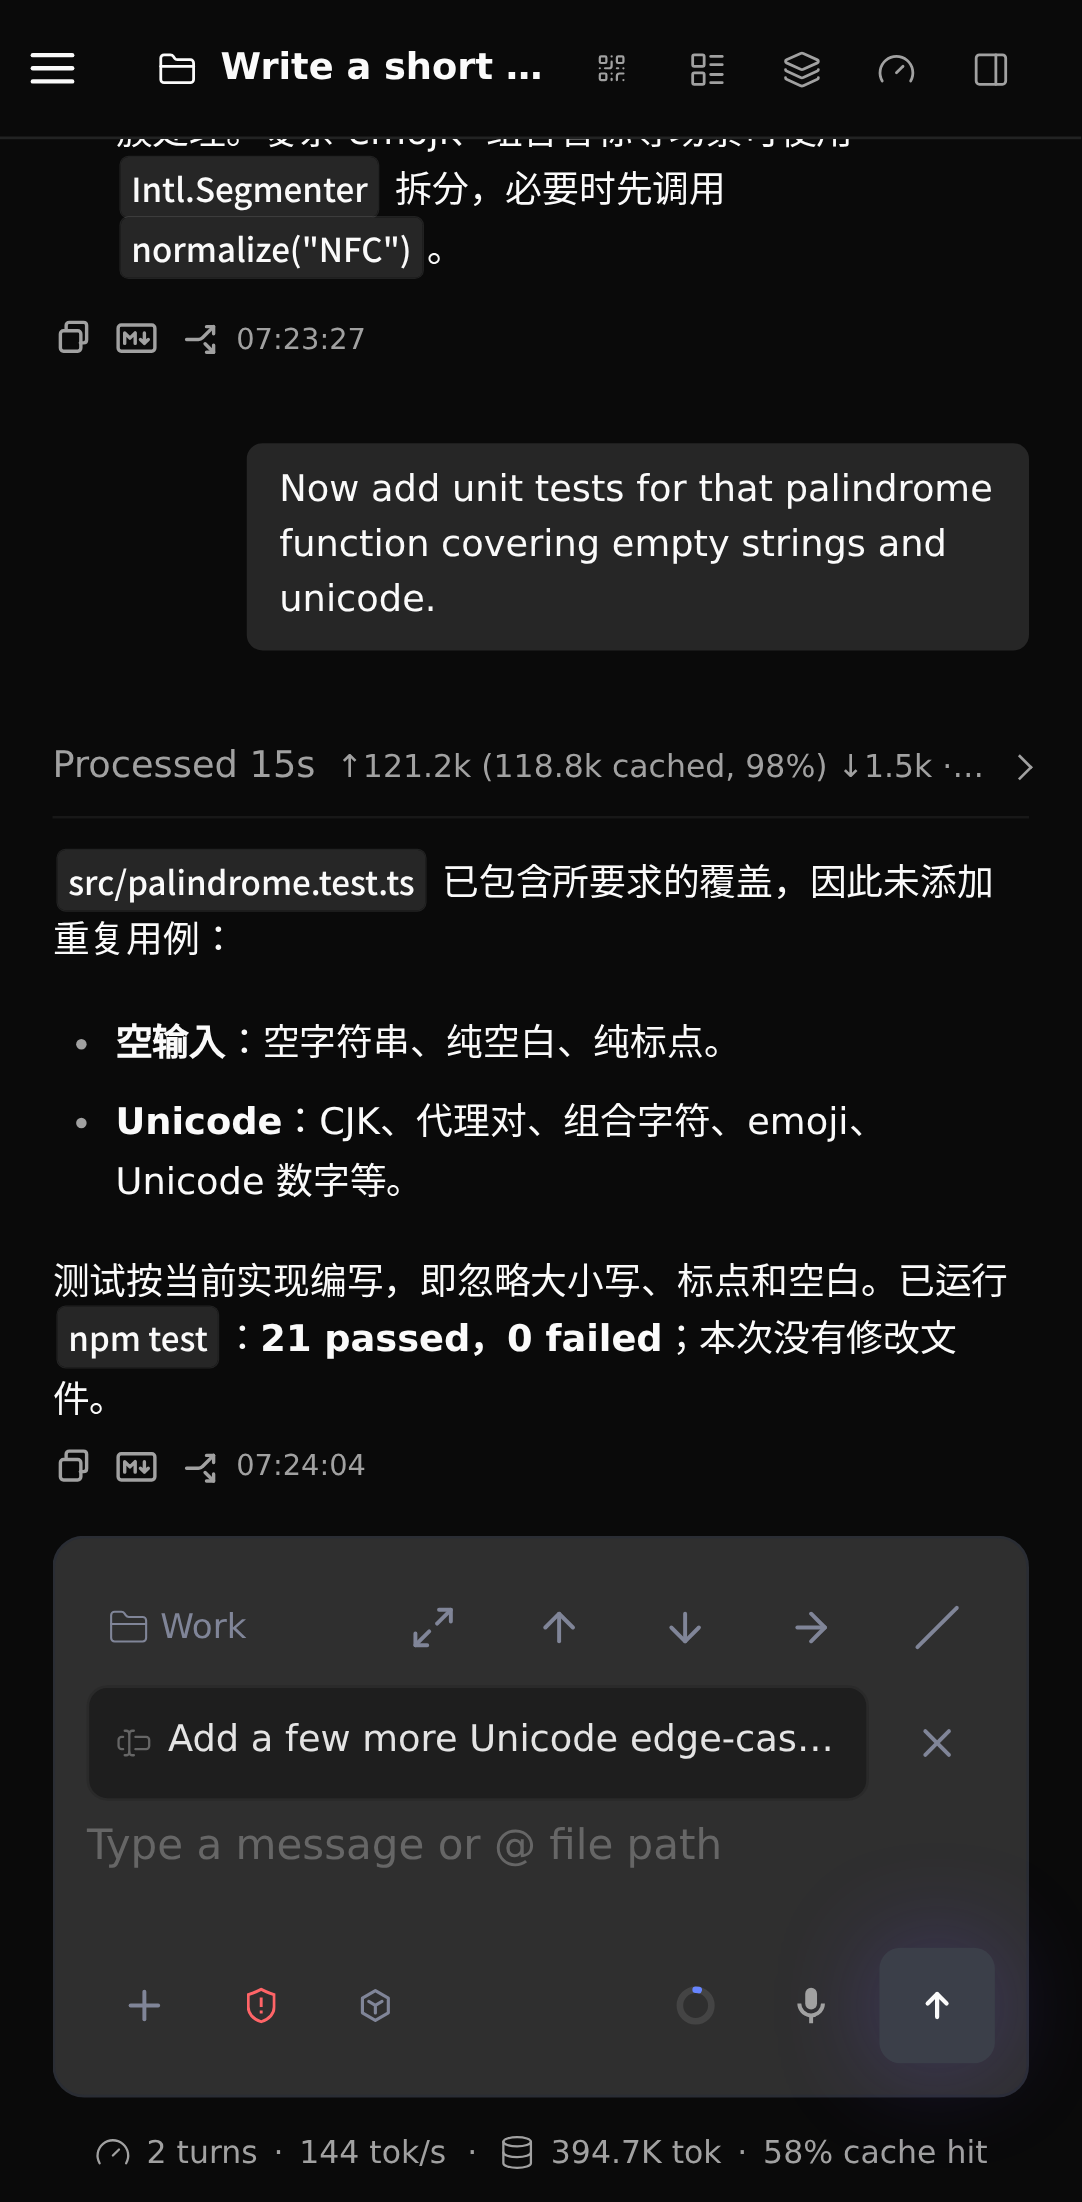 Write a short …
Intl.Segmenter 拆分，必要时先调用
normalize("NFC") 。
07:23:27
Now add unit tests for that palindrome
function covering empty strings and
unicode.
Processed 15s ↑121.2k (118.8k cached, 98%) ↓1.5k ·…
src/palindrome.test.ts 已包含所要求的覆盖，因此未添加
重复用例：
• 空输入：空字符串、纯空白、纯标点。
• Unicode：CJK、代理对、组合字符、emoji、
Unicode 数字等。
测试按当前实现编写，即忽略大小写、标点和空白。已运行
npm test ：21 passed，0 failed；本次没有修改文
件。
07:24:04
Work
Add a few more Unicode edge-cas…
Type a message or @ file path
2 turns · 144 tok/s · 394.7K tok · 58% cache hit